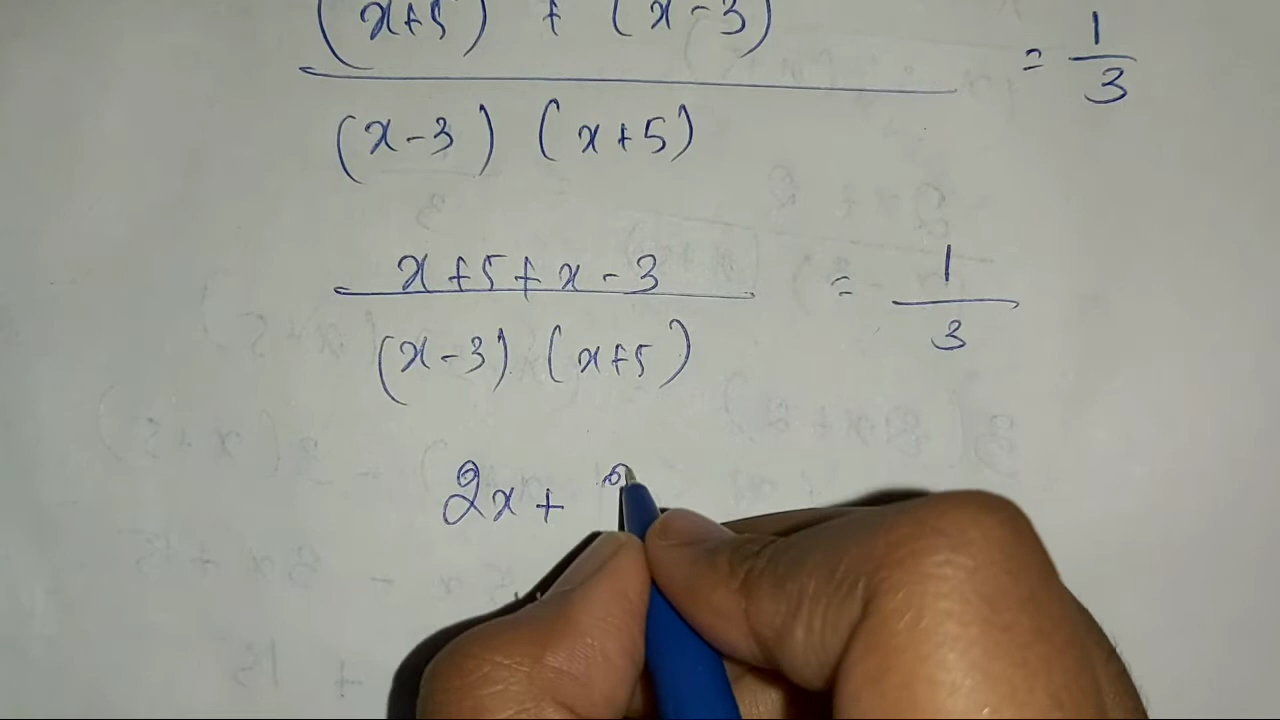 (x+5) + (x-3)
= 1/3
(x-3) (x+5)
x+5+x-3
= 1/3
(x-3) (x+5)
2x+